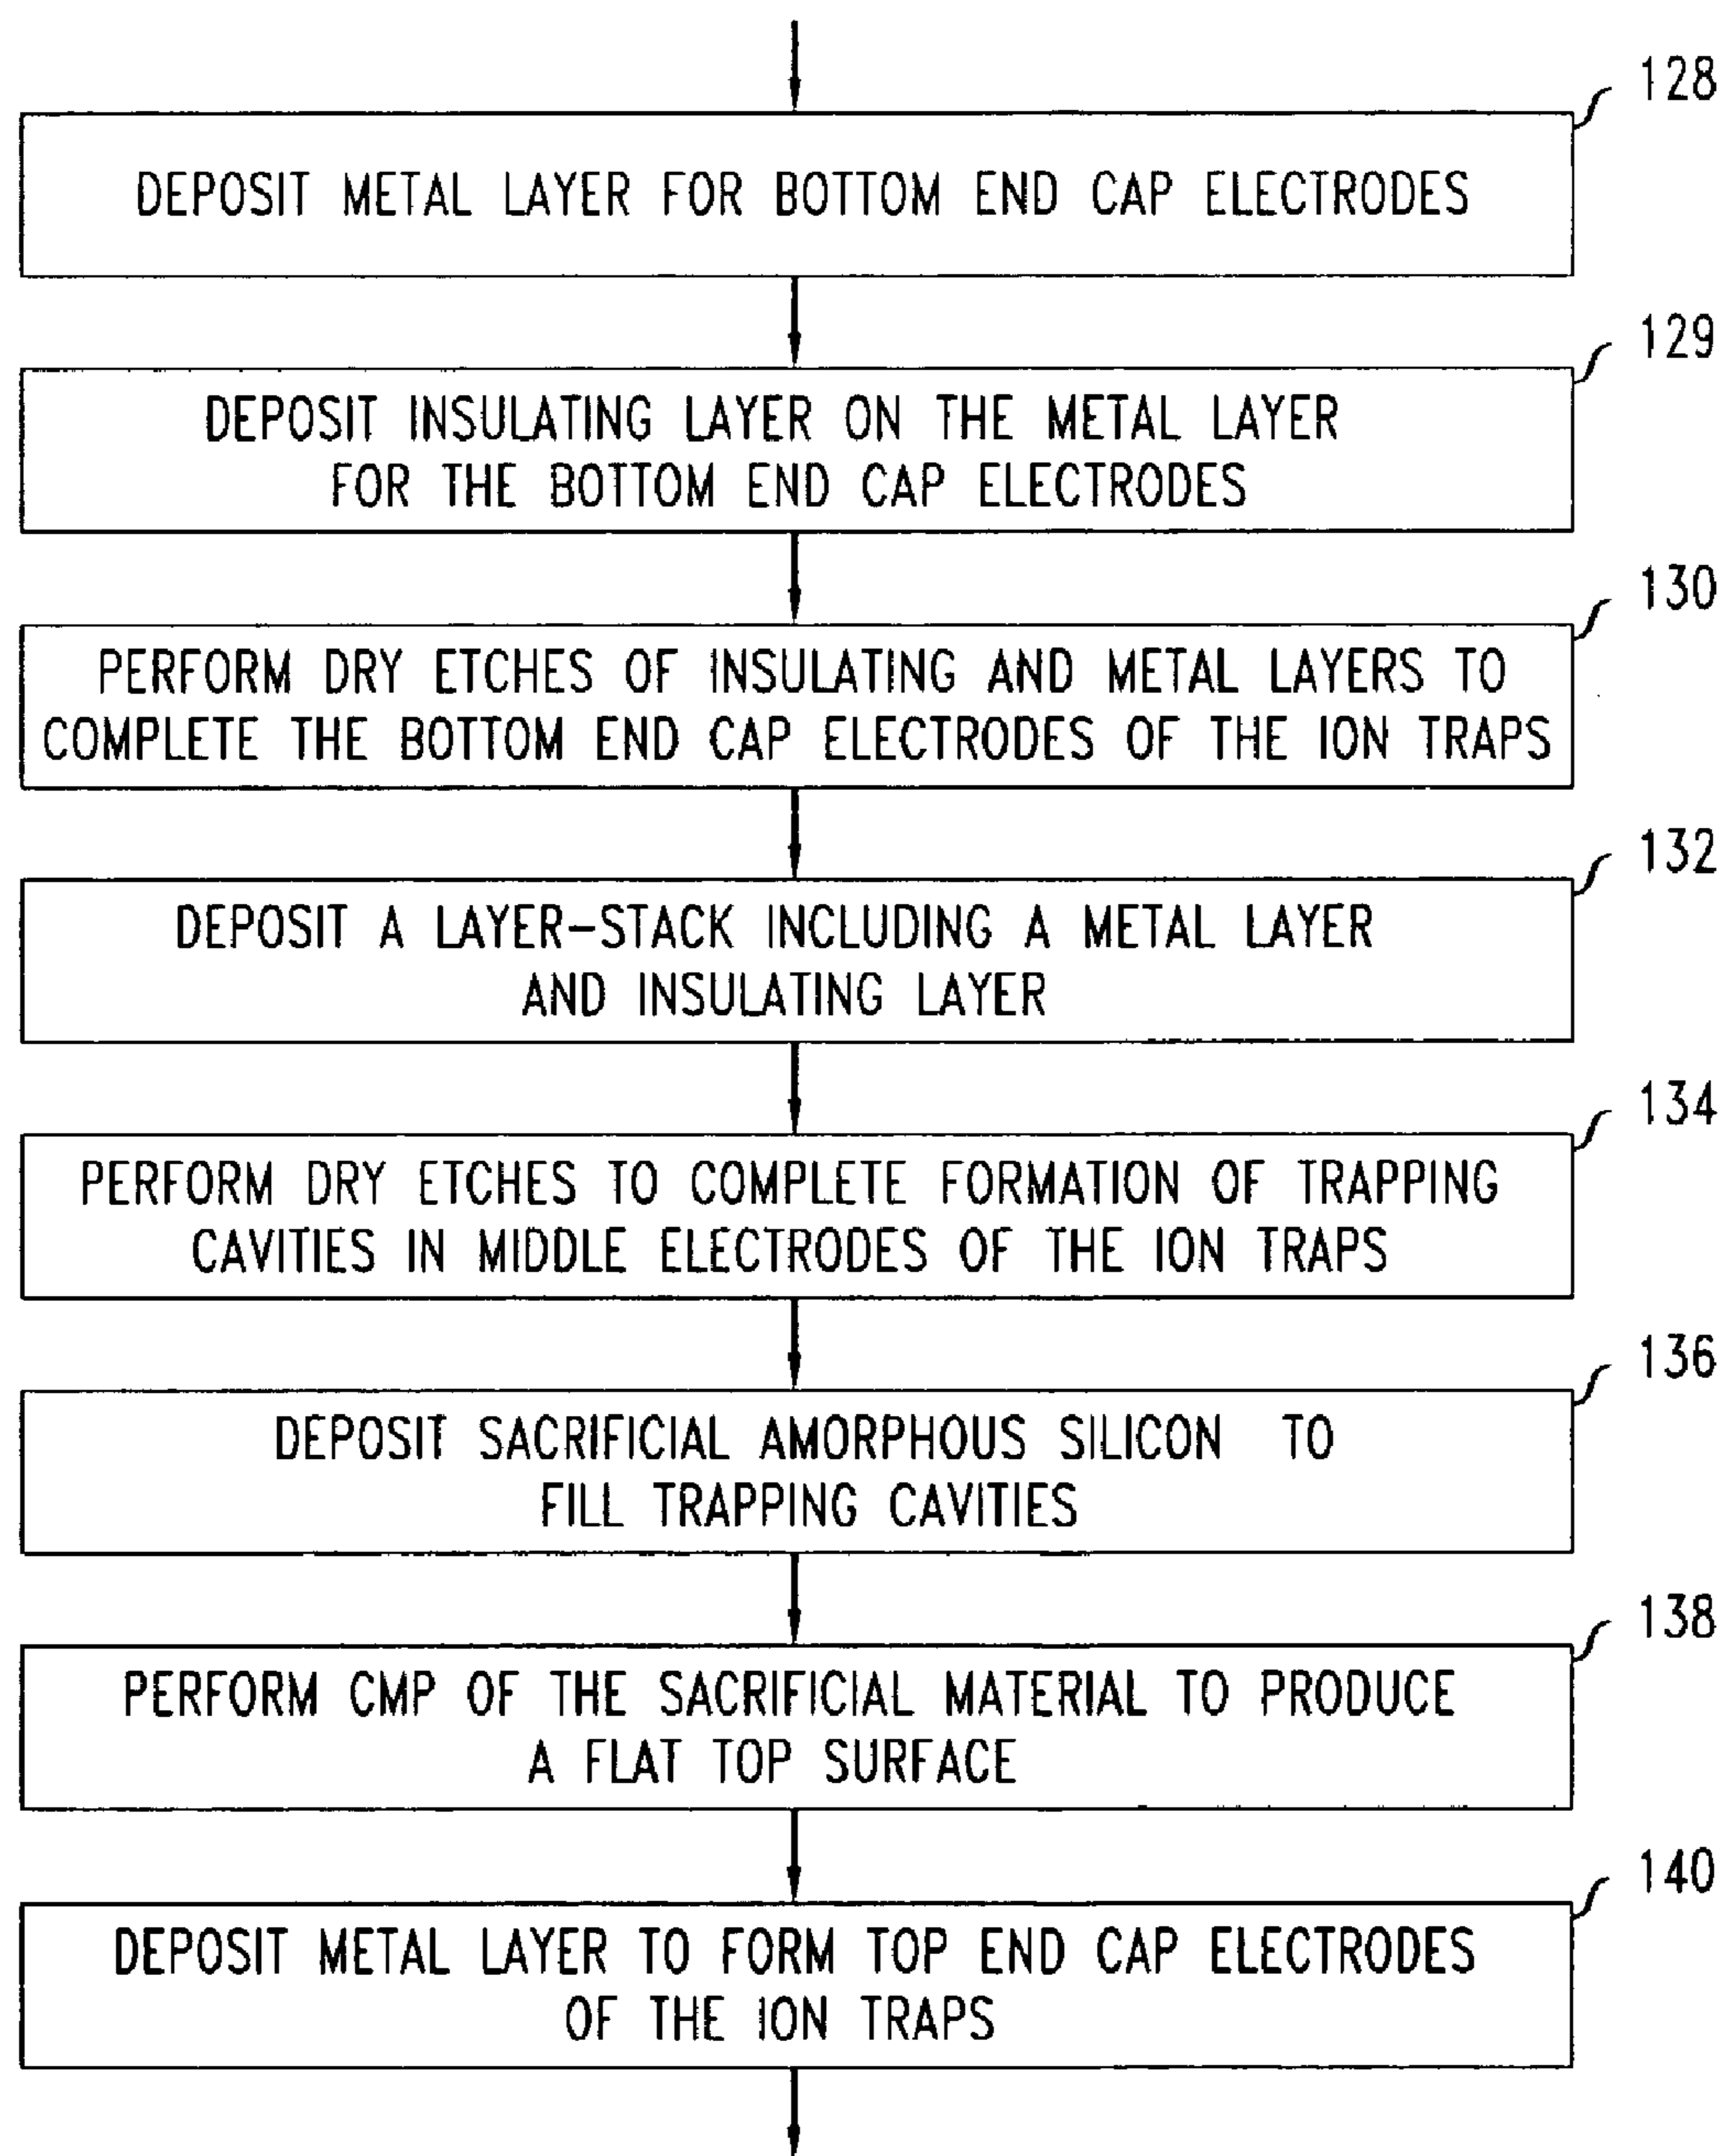 128
DEPOSIT METAL LAYER FOR BOTTOM END CAP ELECTRODES
129
DEPOSIT INSULATING LAYER ON THE METAL LAYER
FOR THE BOTTOM END CAP ELECTRODES
130
PERFORM DRY ETCHES OF INSULATING AND METAL LAYERS TO
COMPLETE THE BOTTOM END CAP ELECTRODES OF THE ION TRAPS
132
DEPOSIT A LAYER-STACK INCLUDING A METAL LAYER
AND INSULATING LAYER
134
PERFORM DRY ETCHES TO COMPLETE FORMATION OF TRAPPING
CAVITIES IN MIDDLE ELECTRODES OF THE ION TRAPS
136
DEPOSIT SACRIFICIAL AMORPHOUS SILICON TO
FILL TRAPPING CAVITIES
138
PERFORM CMP OF THE SACRIFICIAL MATERIAL TO PRODUCE
A FLAT TOP SURFACE
140
DEPOSIT METAL LAYER TO FORM TOP END CAP ELECTRODES
OF THE ION TRAPS